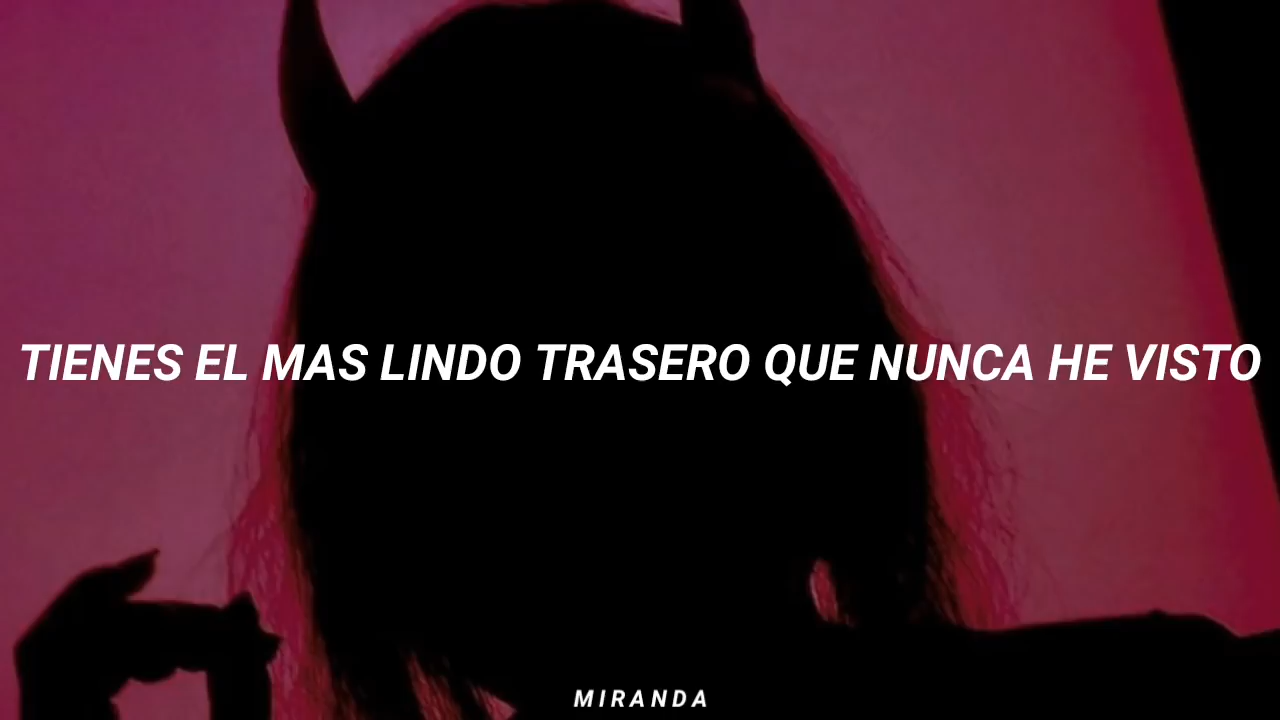 TIENES EL MAS LINDO TRASERO QUE NUNCA HE VISTO
MIRANDA